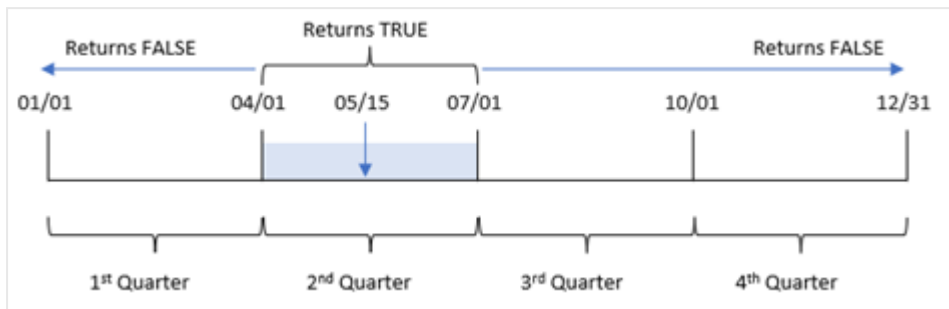 Returns TRUE
Returns FALSE Returns FALSE
01/01 04/01 05/15 07/01 10/01 12/31
1st Quarter 2nd Quarter 3rd Quarter 4th Quarter